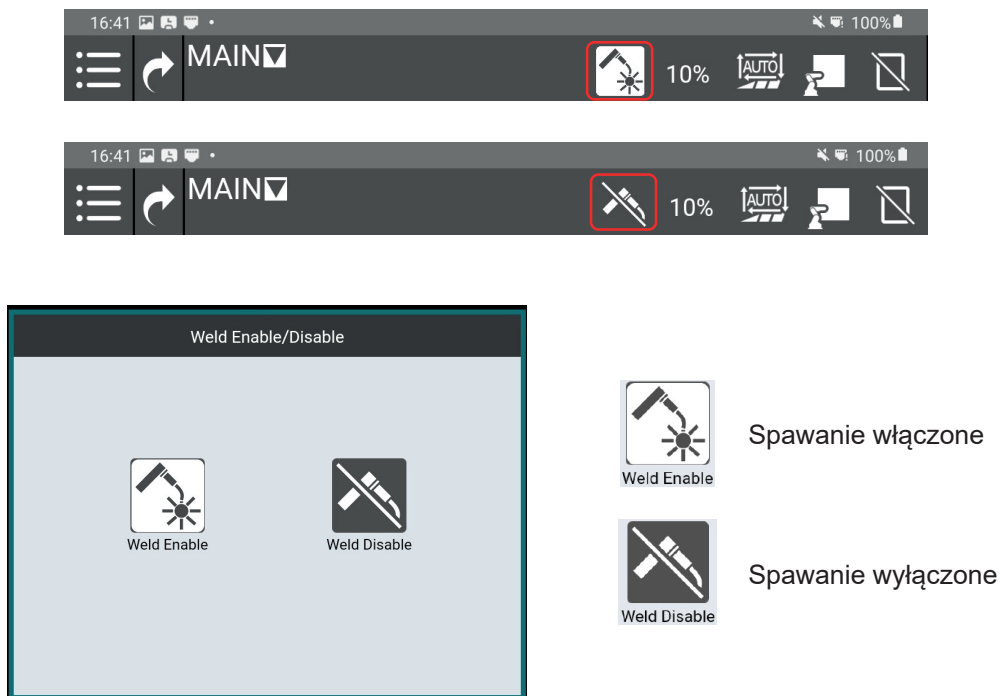 16:41 100%
MAIN
10% AUTO
16:41 100%
MAIN
10% AUTO
Weld Enable/Disable
Weld Enable Weld Disable
Weld Enable
Spawanie włączone
Weld Disable
Spawanie wyłączone